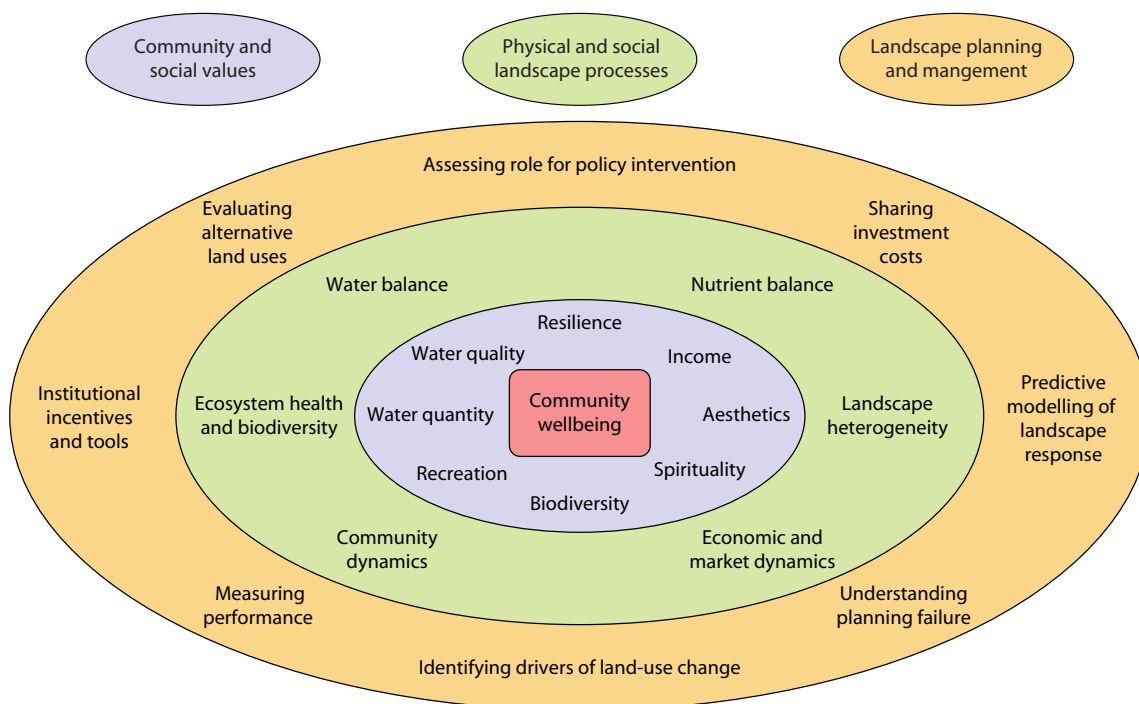 Community and
social values
Physical and social
landscape processes
Landscape planning
and mangement
Assessing role for policy intervention
Evaluating
alternative
land uses
Sharing
investment
costs
Water balance
Nutrient balance
Resilience
Water quality
Income
Institutional
incentives
and tools
Ecosystem health
and biodiversity
Water quantity
Community
wellbeing
Aesthetics
Landscape
heterogeneity
Predictive
modelling of
landscape
response
Recreation
Spirituality
Biodiversity
Community
dynamics
Economic and
market dynamics
Measuring
performance
Understanding
planning failure
Identifying drivers of land-use change